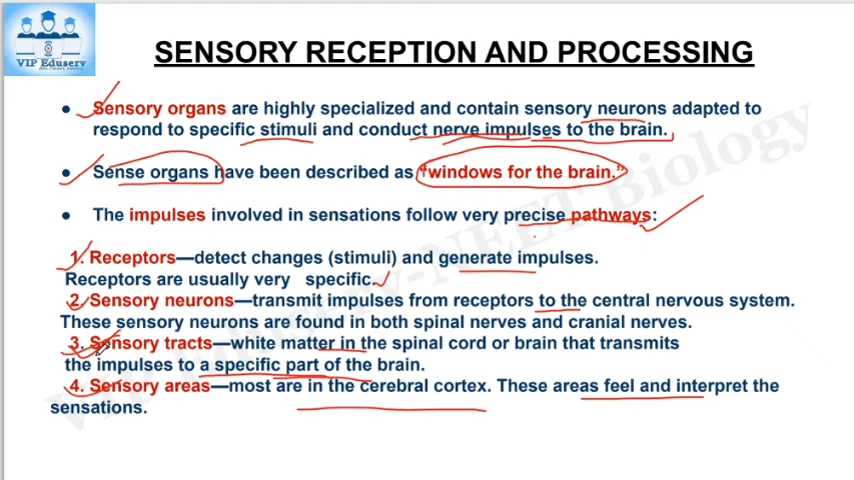 VIP Eduserv
SENSORY RECEPTION AND PROCESSING
● Sensory organs are highly specialized and contain sensory neurons adapted to
respond to specific stimuli and conduct nerve impulses to the brain.
● Sense organs have been described as “windows for the brain.”
● The impulses involved in sensations follow very precise pathways:
1. Receptors—detect changes (stimuli) and generate impulses.
Receptors are usually very specific.
2. Sensory neurons—transmit impulses from receptors to the central nervous system.
These sensory neurons are found in both spinal nerves and cranial nerves.
3. Sensory tracts—white matter in the spinal cord or brain that transmits
the impulses to a specific part of the brain.
4. Sensory areas—most are in the cerebral cortex. These areas feel and interpret the
sensations.
VIP Eduserv-NEET Biology